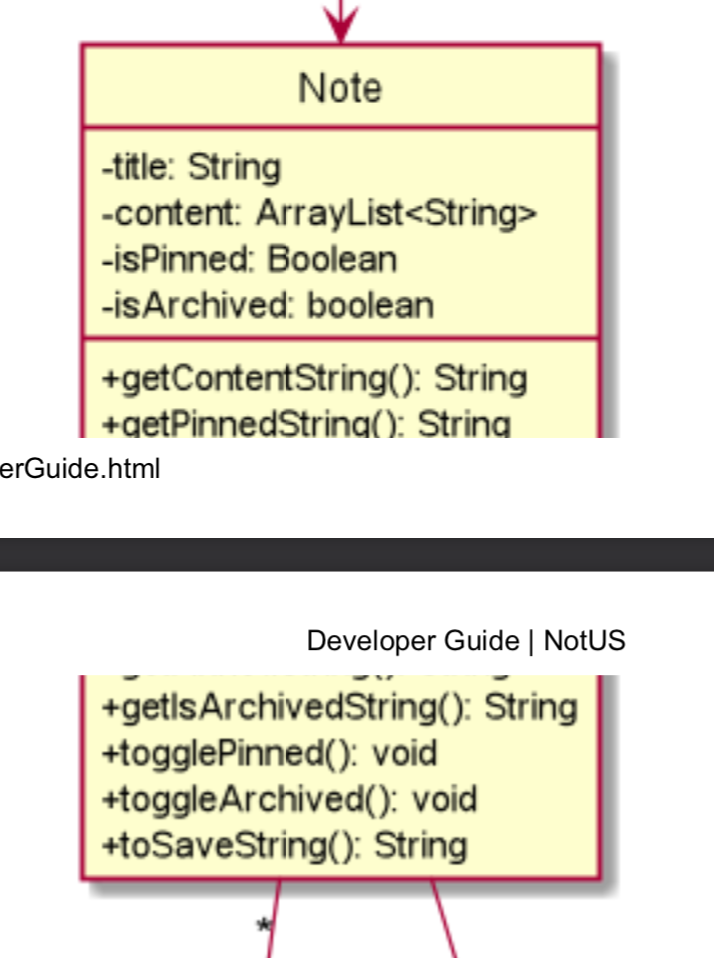 Note
-title: String
-content: ArrayList<String>
-isPinned: Boolean
-isArchived: boolean
+getContentString(): String
+getPinnedString(): String
erGuide.html
Developer Guide | NotUS
+getIsArchivedString(): String
+togglePinned(): void
+toggleArchived(): void
+toSaveString(): String
*